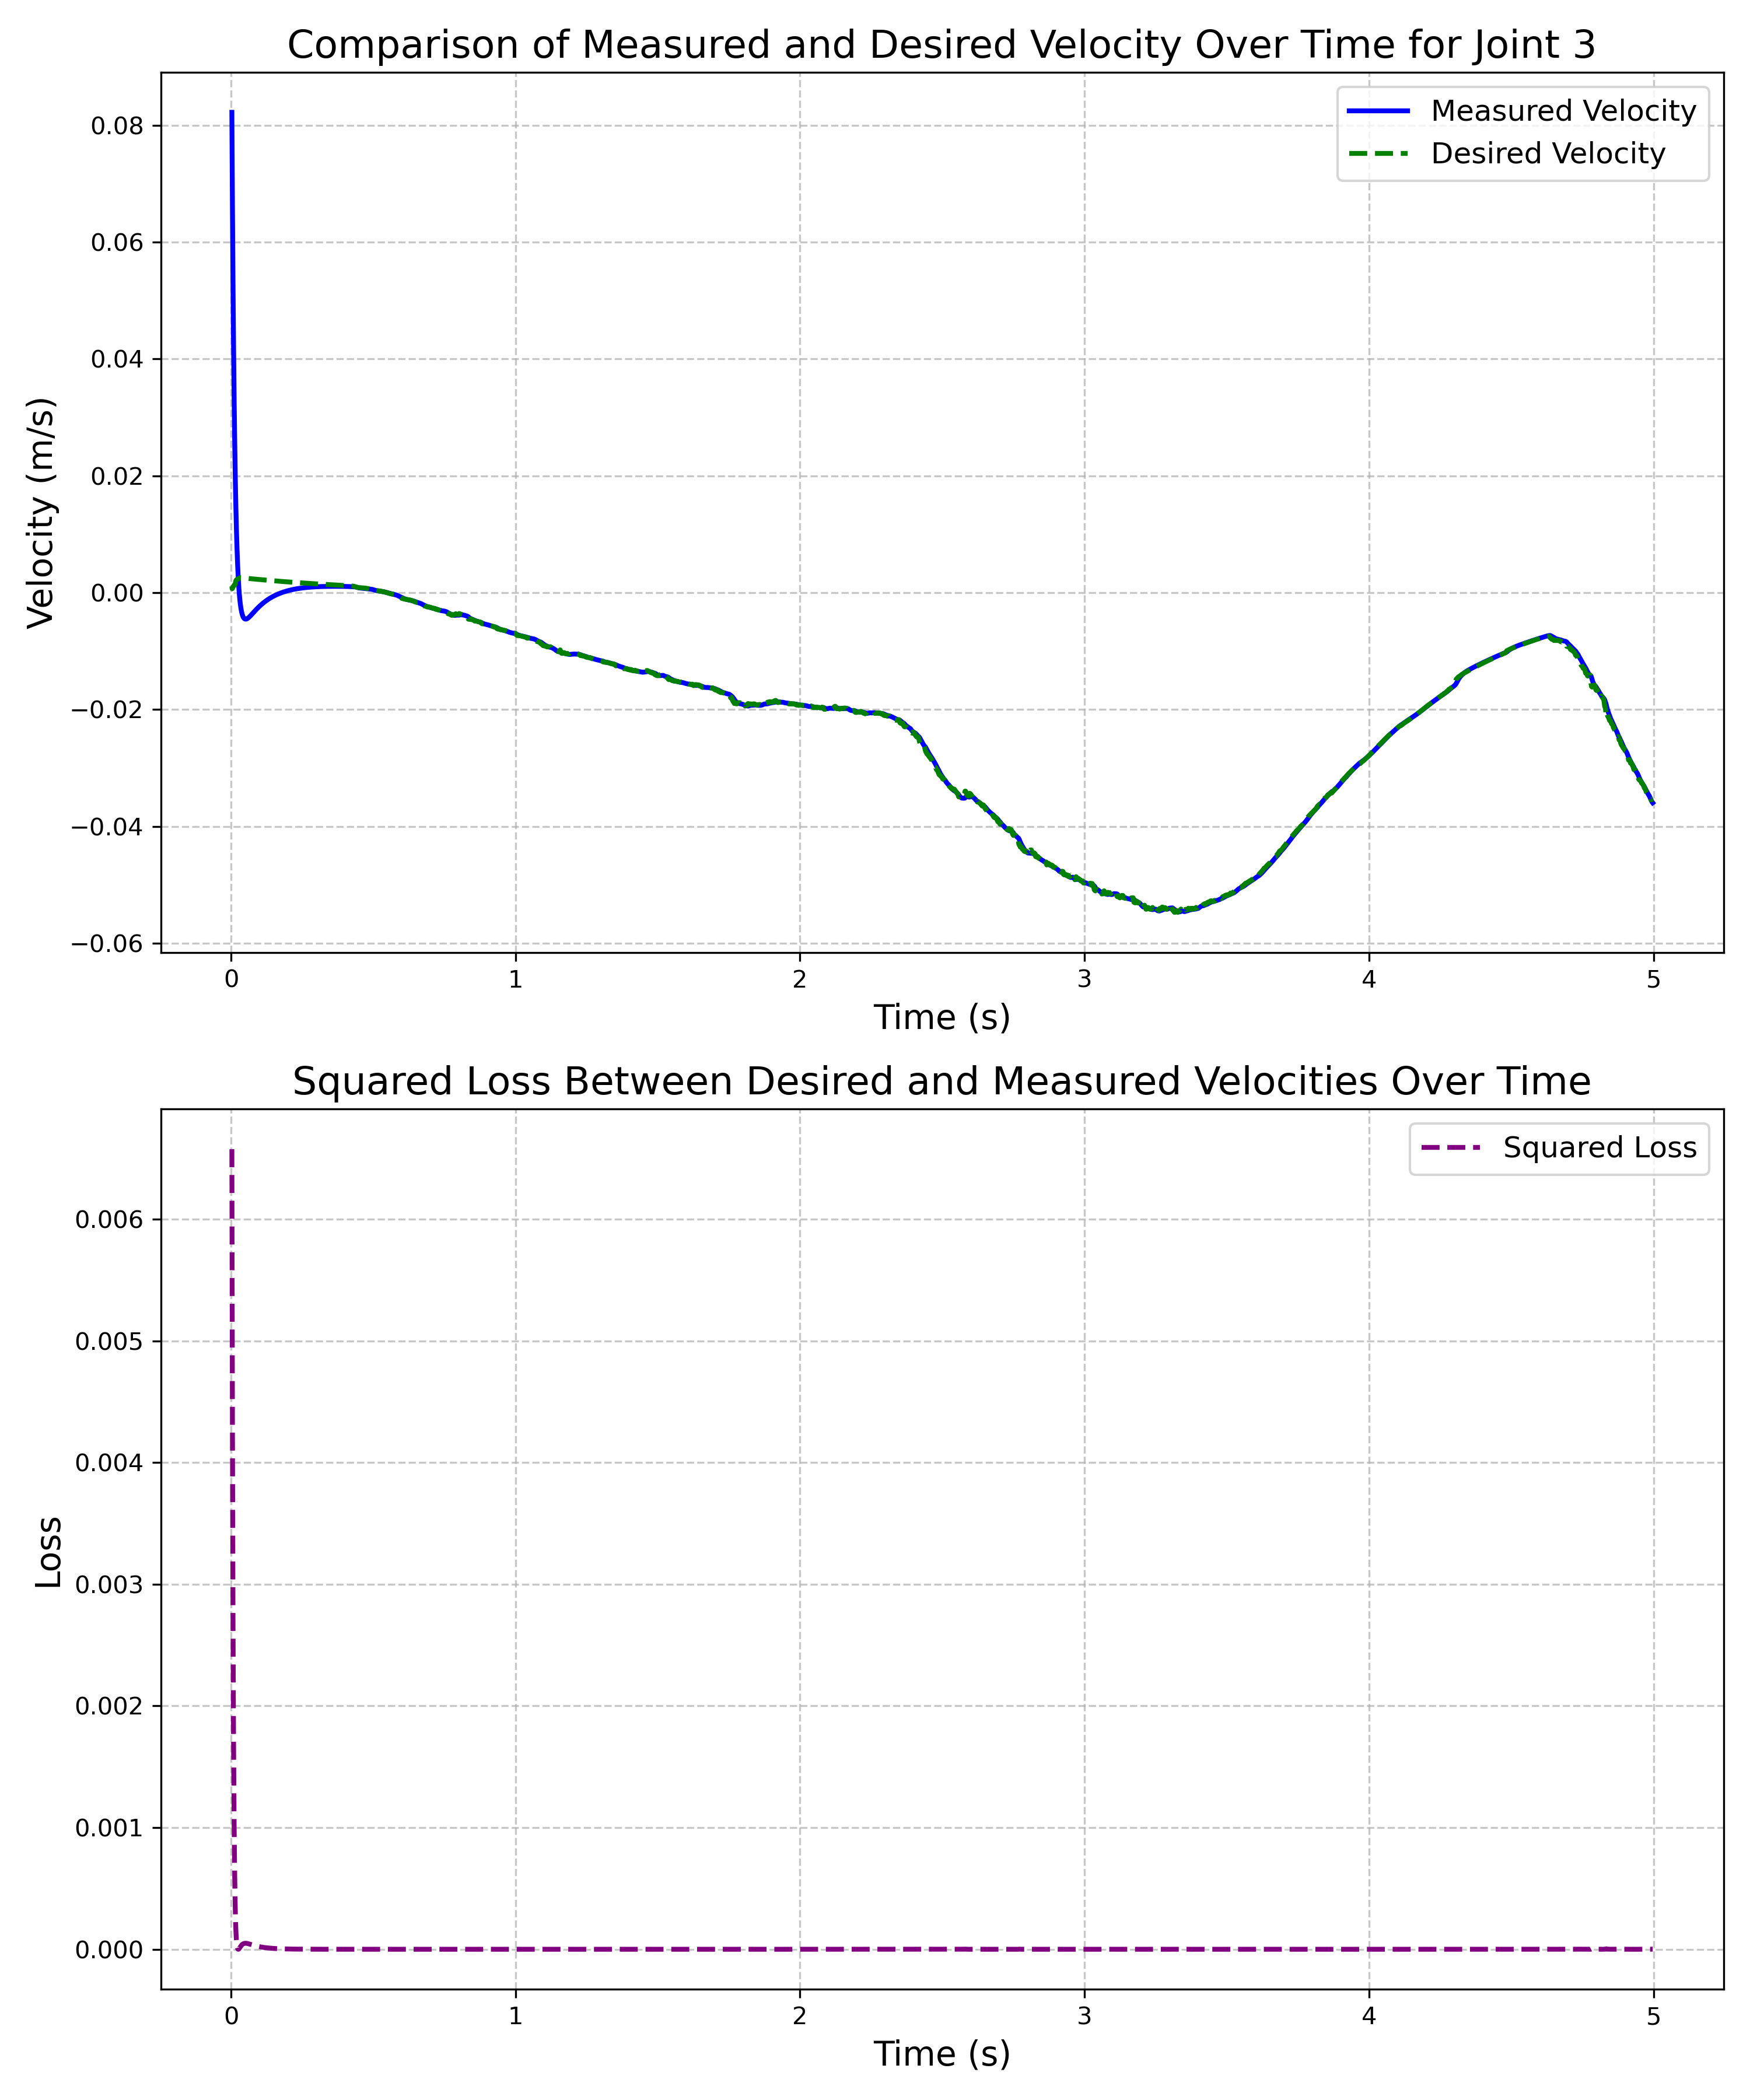 Comparison of Measured and Desired Velocity Over Time for Joint 3
Measured Velocity
Desired Velocity
Velocity (m/s)
0.08
0.06
0.04
0.02
0.00
−0.02
−0.04
−0.06
0 1 2 3 4 5
Time (s)
Squared Loss Between Desired and Measured Velocities Over Time
Squared Loss
Loss
0.006
0.005
0.004
0.003
0.002
0.001
0.000
0 1 2 3 4 5
Time (s)